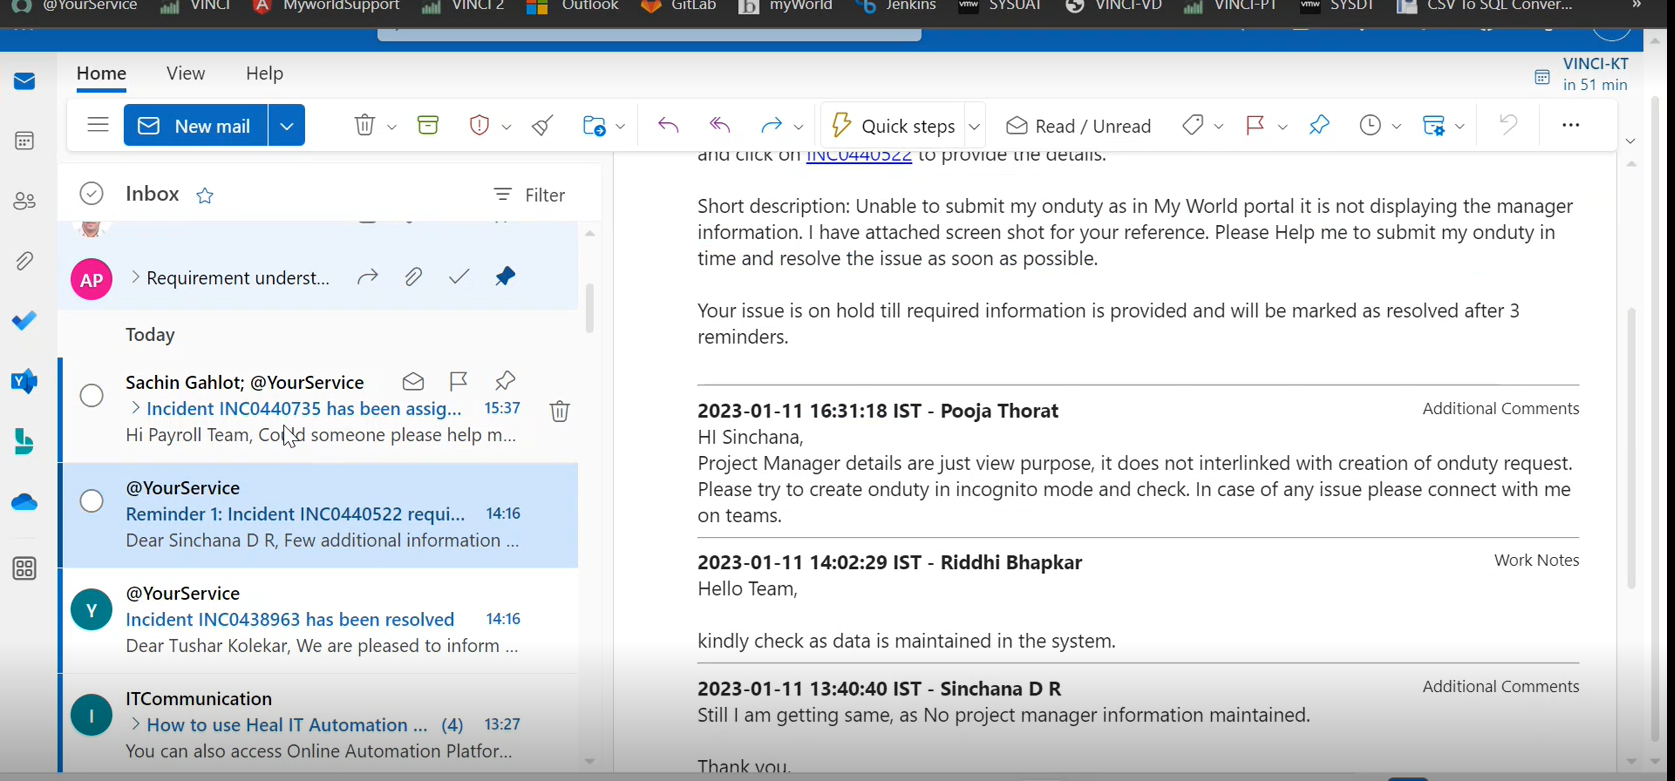 @YourService VINCI MyworldSupport VINCI 2 Outlook GitLab myWorld Jenkins SYSUAT VINCI-VD VINCI-PT SYSDT CSV To SQL Conver... »
Home View Help
VINCI-KT
in 51 min
New mail
Quick steps
Read / Unread
Inbox
Filter
AP
Requirement underst...
Today
Sachin Gahlot; @YourService
Incident INC0440735 has been assig... 15:37
Hi Payroll Team, Could someone please help m...
@YourService
Reminder 1: Incident INC0440522 requi... 14:16
Dear Sinchana D R, Few additional information ...
Y
@YourService
Incident INC0438963 has been resolved 14:16
Dear Tushar Kolekar, We are pleased to inform ...
I
ITCommunication
How to use Heal IT Automation ... (4) 13:27
You can also access Online Automation Platfor...
and click on INC0440522 to provide the details.
Short description: Unable to submit my onduty as in My World portal it is not displaying the manager
information. I have attached screen shot for your reference. Please Help me to submit my onduty in
time and resolve the issue as soon as possible.
Your issue is on hold till required information is provided and will be marked as resolved after 3
reminders.
2023-01-11 16:31:18 IST - Pooja Thorat Additional Comments
HI Sinchana,
Project Manager details are just view purpose, it does not interlinked with creation of onduty request.
Please try to create onduty in incognito mode and check. In case of any issue please connect with me
on teams.
2023-01-11 14:02:29 IST - Riddhi Bhapkar Work Notes
Hello Team,
kindly check as data is maintained in the system.
2023-01-11 13:40:40 IST - Sinchana D R Additional Comments
Still I am getting same, as No project manager information maintained.
Thank you.